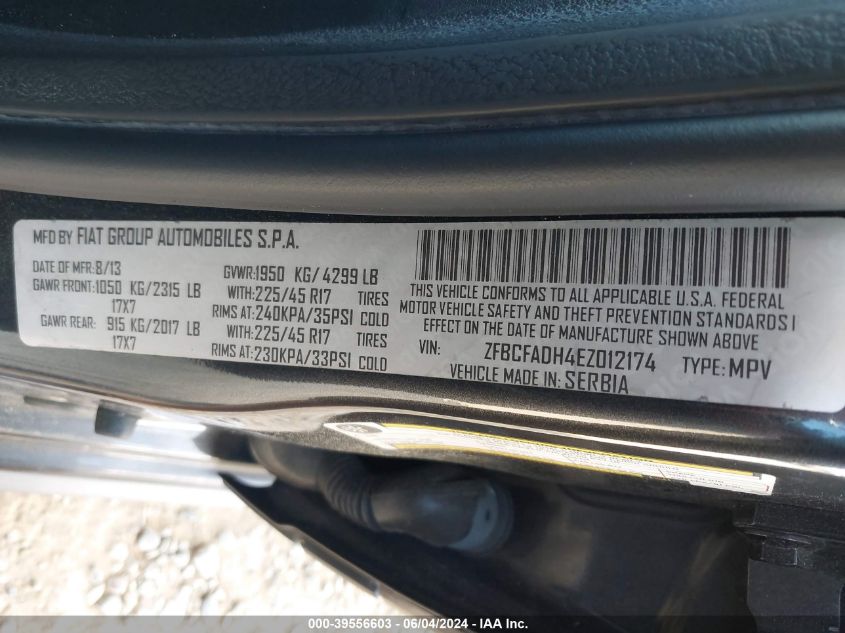 MFD BY FIAT GROUP AUTOMOBILES S.P.A.
DATE OF MFR: 8/13 GVWR: 1950 KG/ 4299 LB
GAWR FRONT: 1050 KG/2315 LB WITH: 225/45 R17 TIRES
17X7 RIMS AT: 240KPA/35PSI COLD
GAWR REAR: 915 KG/2017 LB WITH: 225/45 R17 TIRES
17X7 RIMS AT: 230KPA/33PSI COLD
THIS VEHICLE CONFORMS TO ALL APPLICABLE U.S.A. FEDERAL
MOTOR VEHICLE SAFETY AND THEFT PREVENTION STANDARDS I
EFFECT ON THE DATE OF MANUFACTURE SHOWN ABOVE
VIN: ZFBCFADH4EZ012174 TYPE: MPV
VEHICLE MADE IN: SERBIA
000-39556603 - 06/04/2024 - IAA Inc.